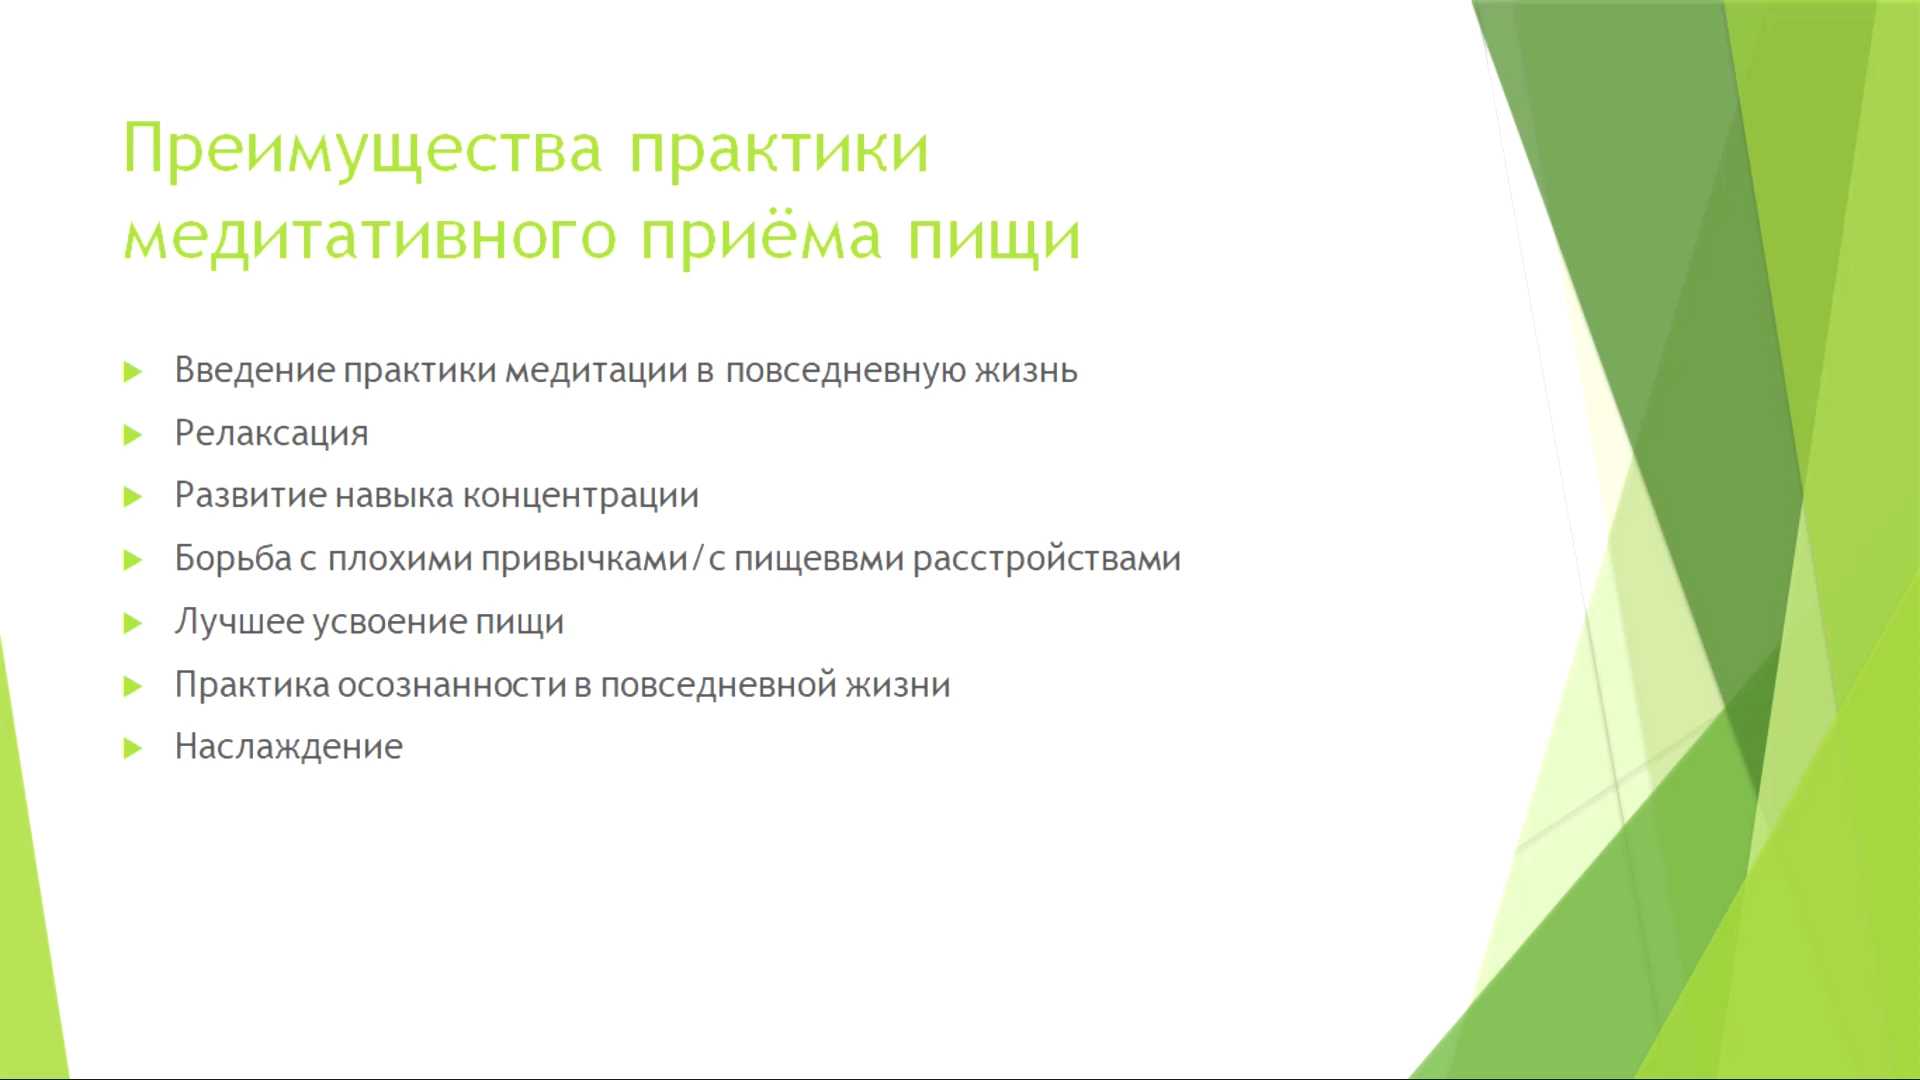 Преимущества практики
медитативного приёма пищи
Введение практики медитации в повседневную жизнь
Релаксация
Развитие навыка концентрации
Борьба с плохими привычками/с пищеввми расстройствами
Лучшее усвоение пищи
Практика осознанности в повседневной жизни
Наслаждение